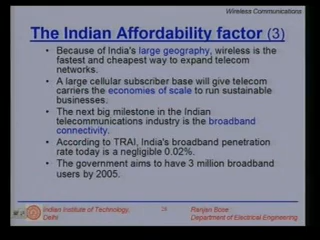 Wireless Communications
The Indian Affordability factor (3)
• Because of India's large geography, wireless is the
fastest and cheapest way to expand telecom
networks.
• A large cellular subscriber base will give telecom
carriers the economies of scale to run sustainable
businesses.
• The next big milestone in the Indian
telecommunications industry is the broadband
connectivity.
• According to TRAI, India's broadband penetration
rate today is a negligible 0.02%.
• The government aims to have 3 million broadband
users by 2005.
Indian Institute of Technology,
Delhi
Ranjan Bose
Department of Electrical Engineering